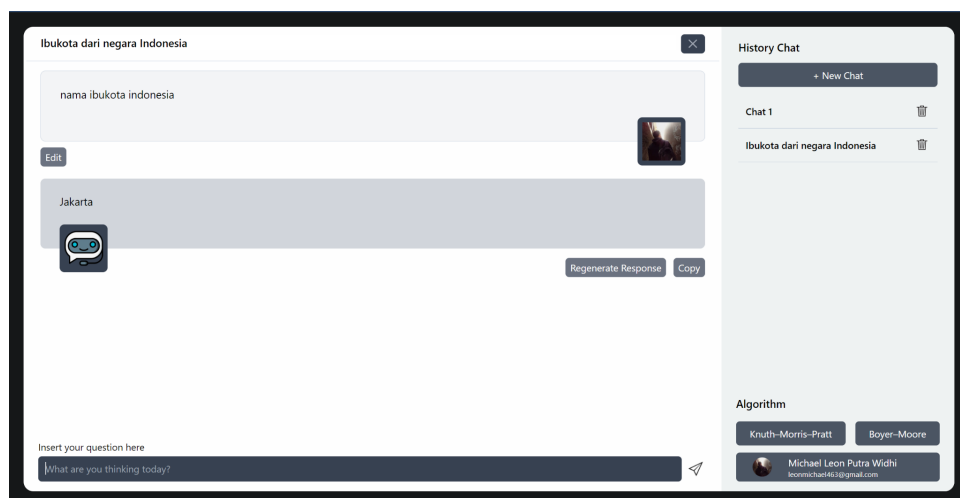 Ibukota dari negara Indonesia
nama ibukota indonesia
Edit
Jakarta
Regenerate Response
Copy
Insert your question here
What are you thinking today?
History Chat
+ New Chat
Chat 1
Ibukota dari negara Indonesia
Algorithm
Knuth–Morris–Pratt
Boyer–Moore
Michael Leon Putra Widhi
leonmichael463@gmail.com